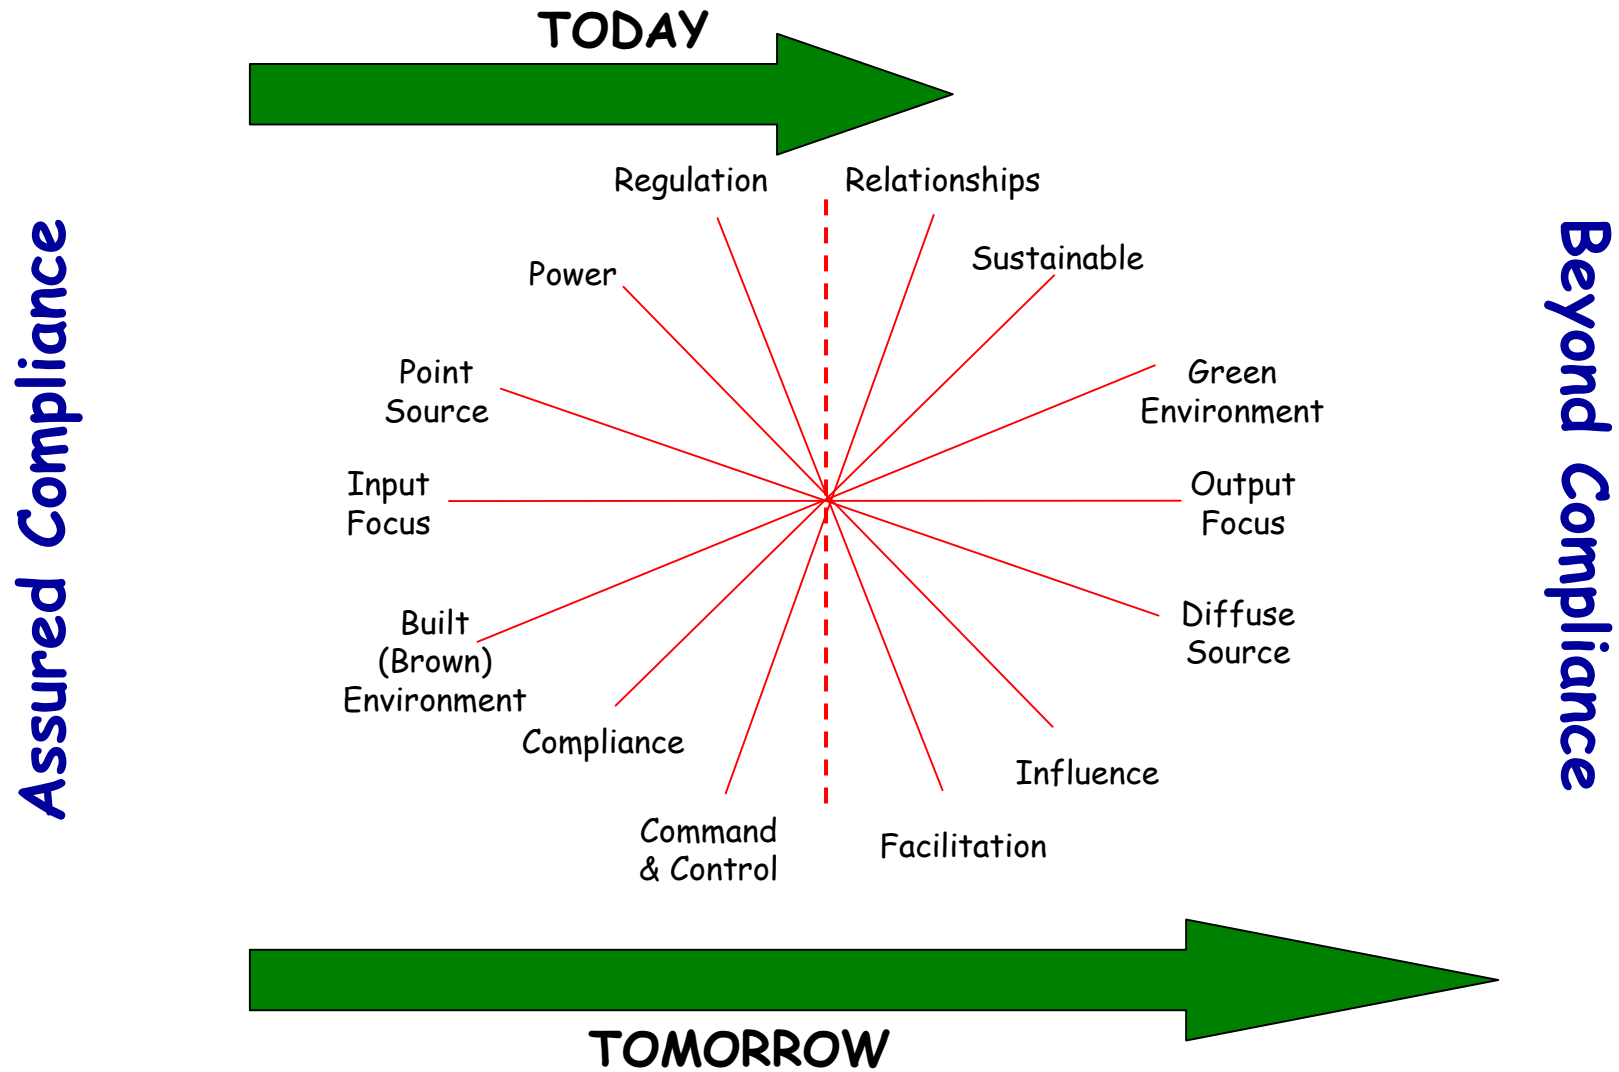 TODAY
Regulation
Relationships
Power
Sustainable
Point
Source
Green
Environment
Input
Focus
Output
Focus
Built
(Brown)
Environment
Diffuse
Source
Compliance
Influence
Command
& Control
Facilitation
Assured Compliance
Beyond Compliance
TOMORROW